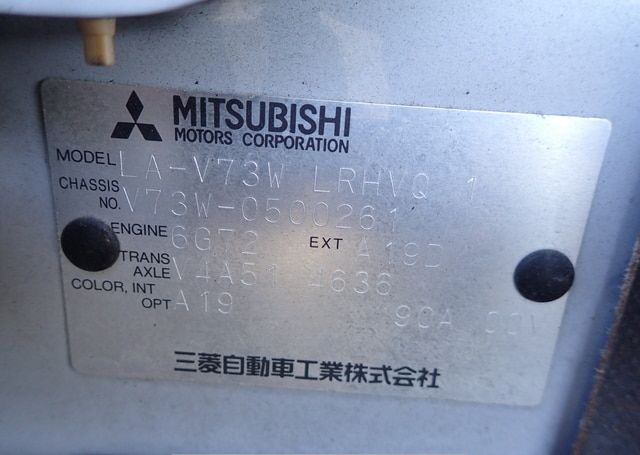 MITSUBISHI
MOTORS CORPORATION
MODEL LA-V73W LRHVQ 1
CHASSIS NO. V73W-0500261
ENGINE 6G72 EXT A19D
TRANS AXLE V4A51 4636
COLOR, INT OPT A19 90A 00V
三菱自動車工業株式会社